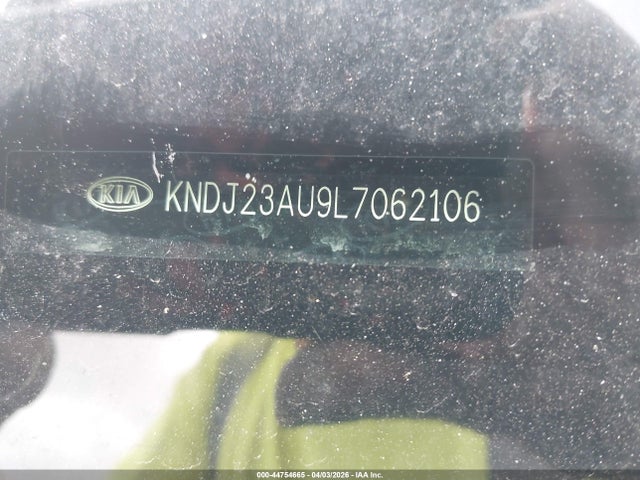 KIA KNDJ23AU9L7062106
000-44754665 - 04/03/2026 - IAA Inc.